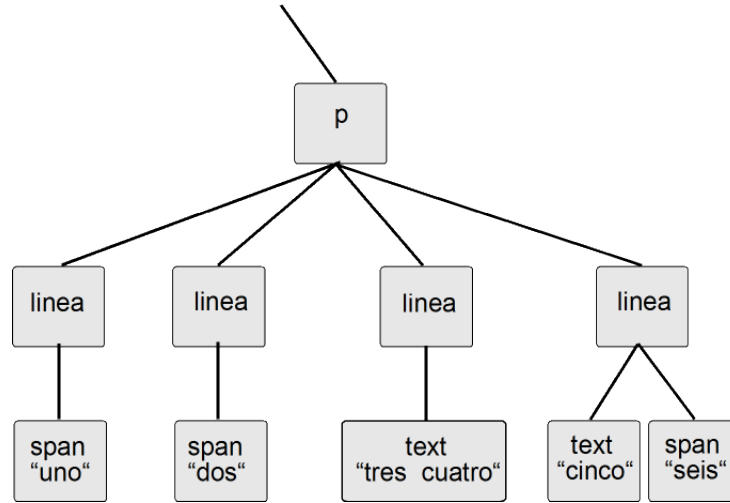 p
linea
linea
linea
linea
span
“uno“
span
“dos“
text
“tres cuatro“
text
“cinco“
span
“seis“